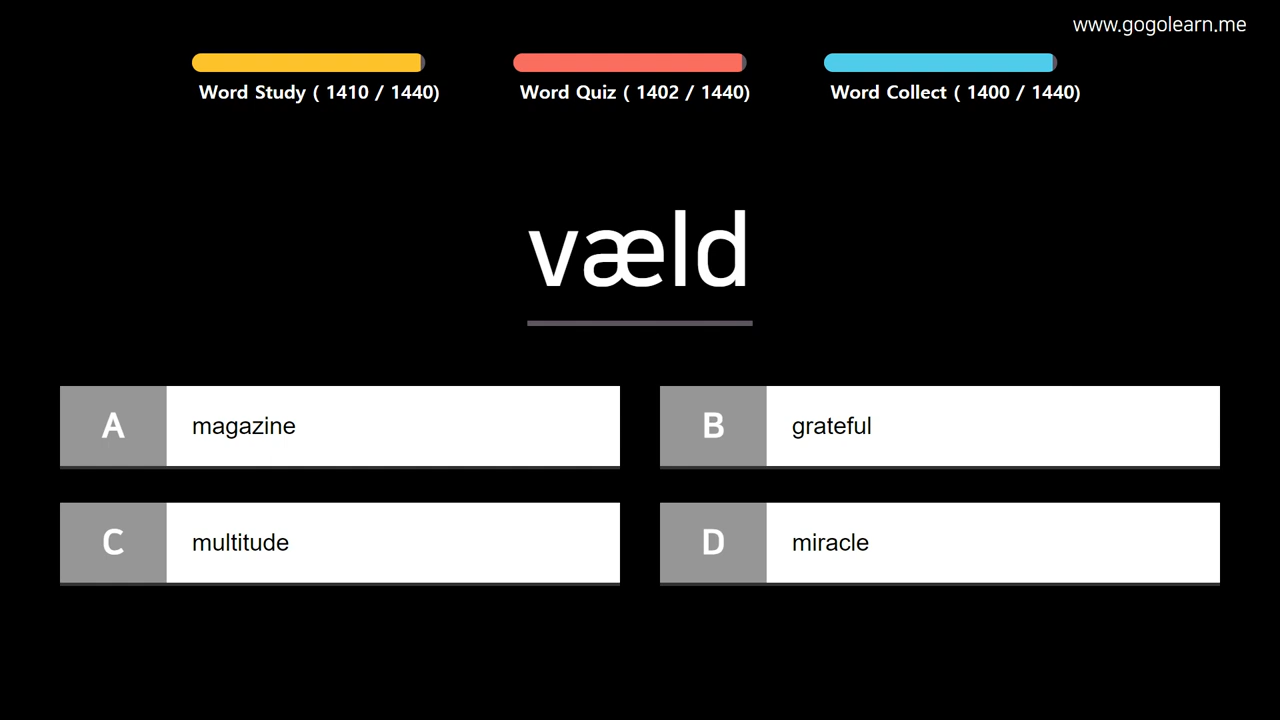 www.gogolearn.me
Word Study ( 1410 / 1440)
Word Quiz ( 1402 / 1440)
Word Collect ( 1400 / 1440)
væld
A magazine
B grateful
C multitude
D miracle